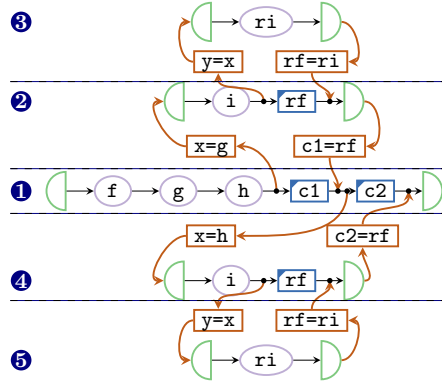 ❸ ri
y=x rf=ri
❷ i rf
x=g c1=rf
❶ f g h c1 c2
x=h c2=rf
❹ i rf
y=x rf=ri
❺ ri